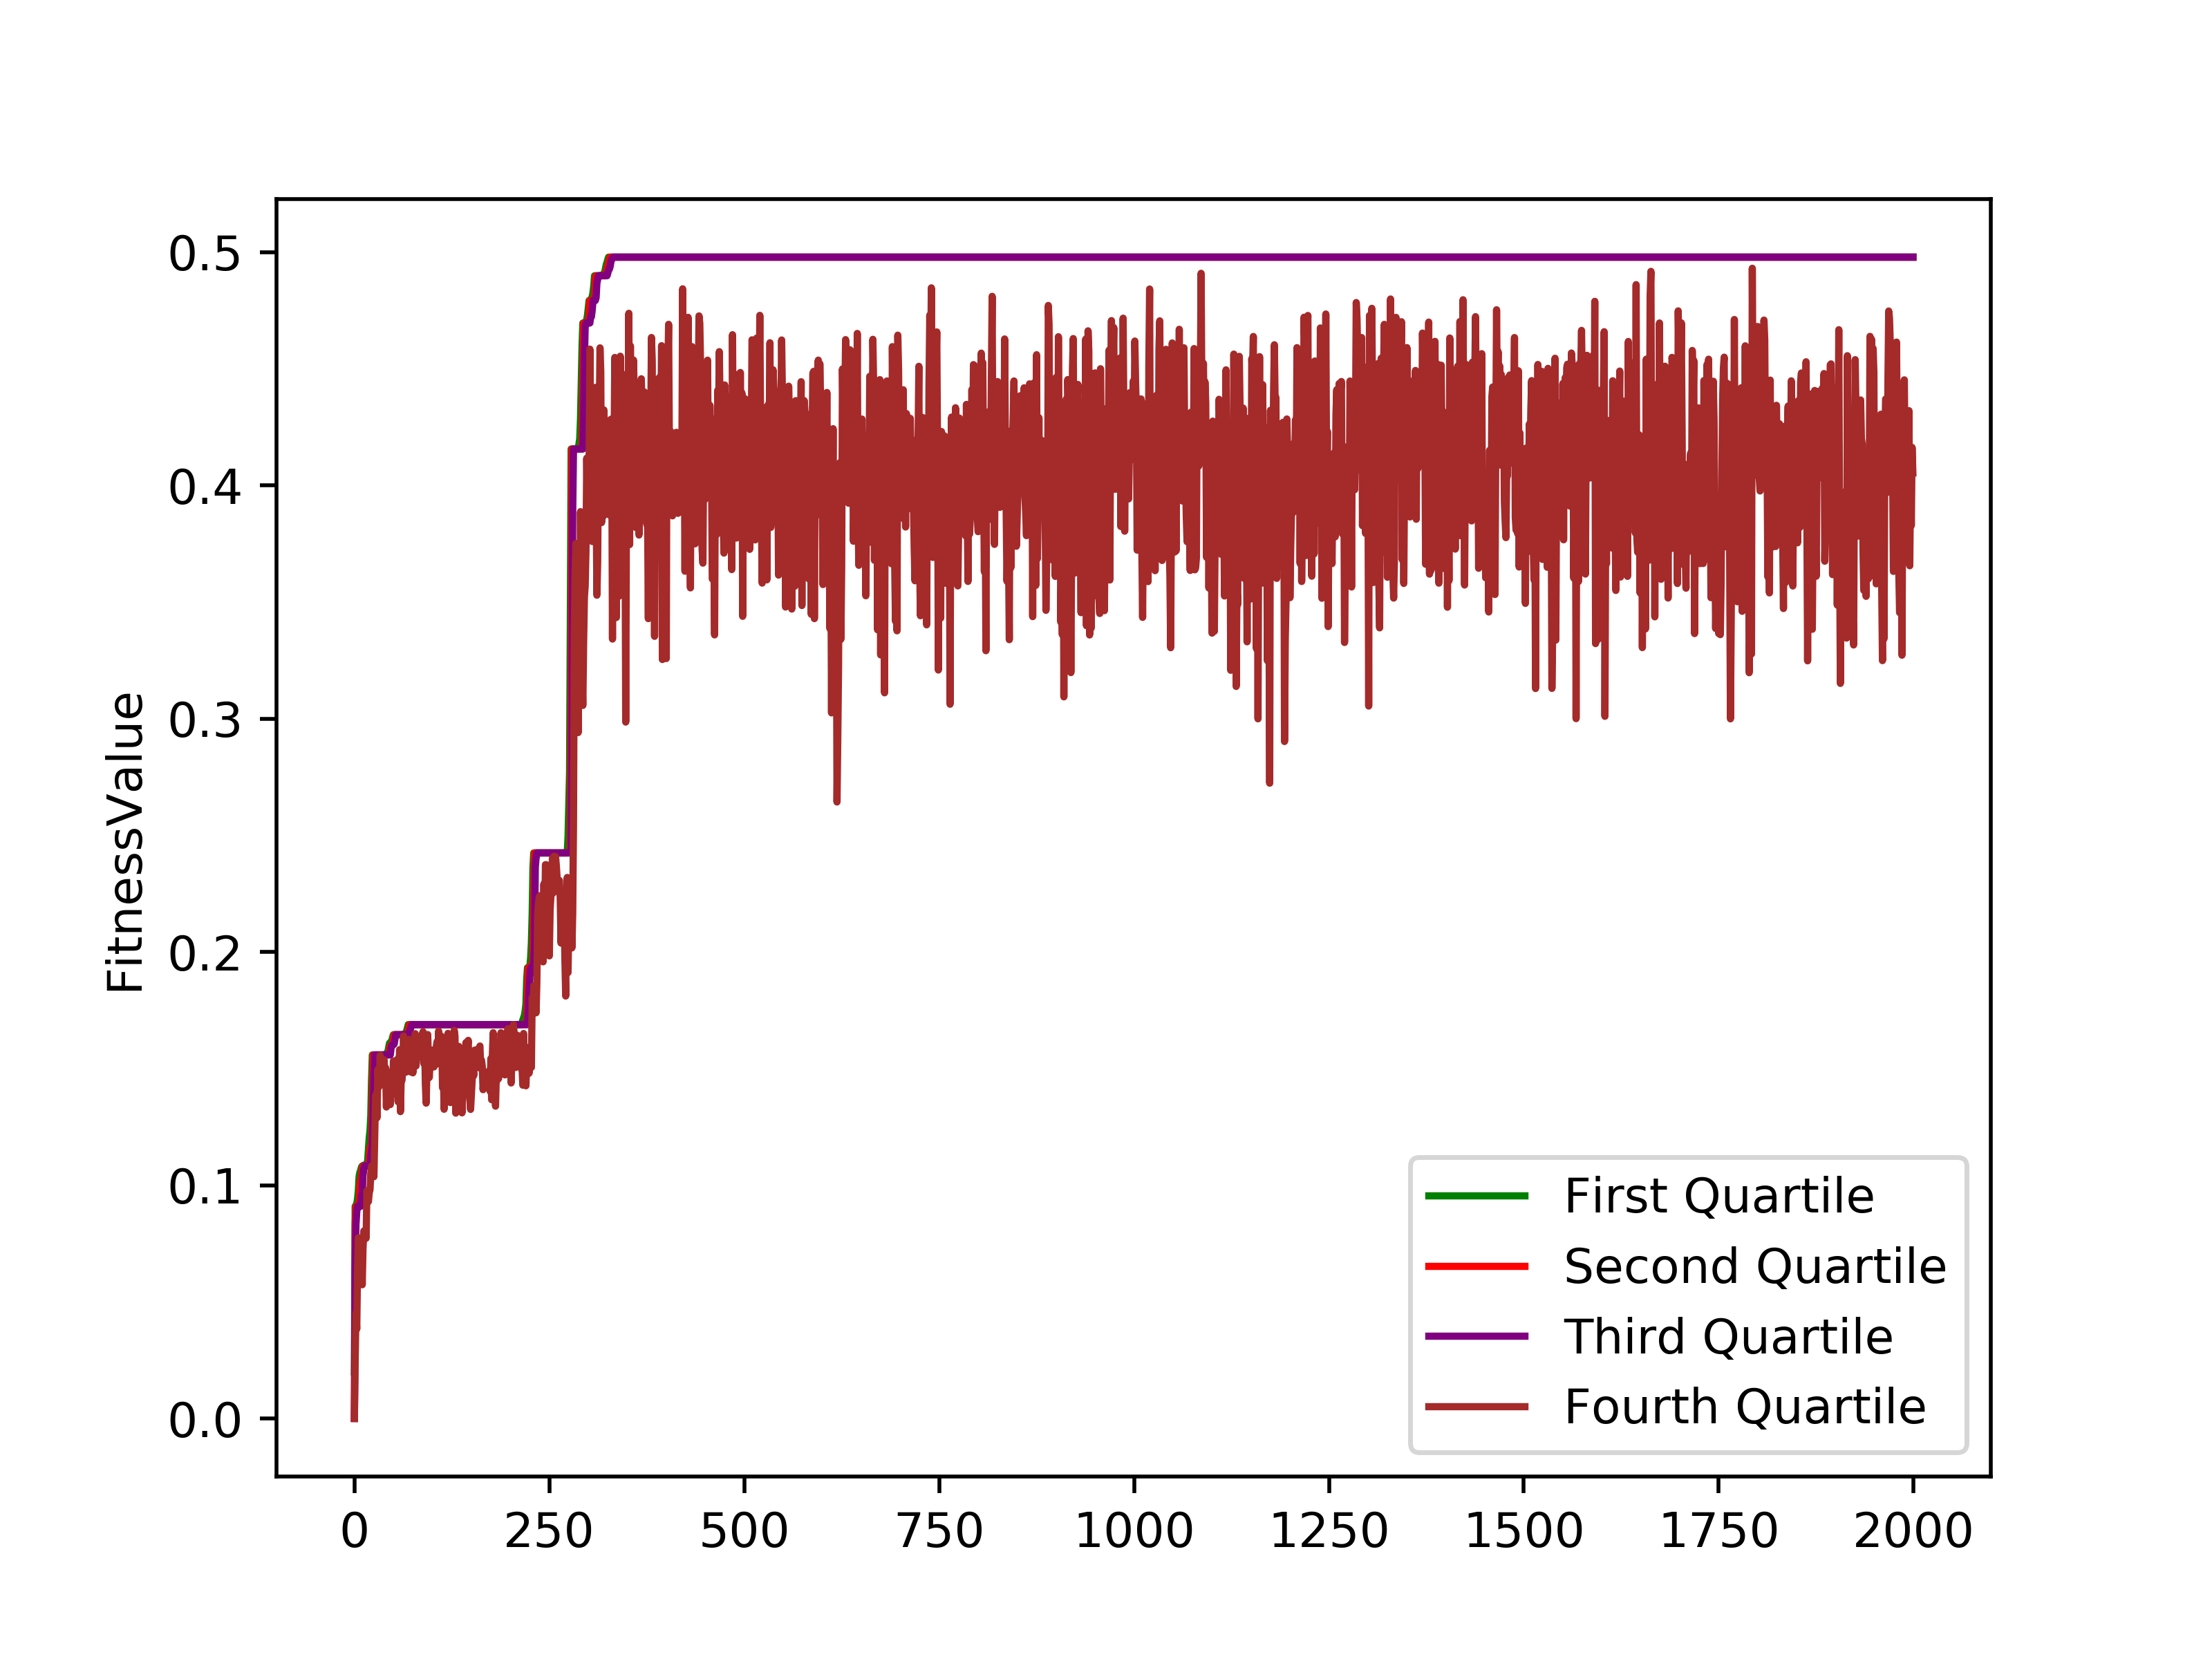 FitnessValue
0.5
0.4
0.3
0.2
0.1
0.0
0 250 500 750 1000 1250 1500 1750 2000
First Quartile
Second Quartile
Third Quartile
Fourth Quartile